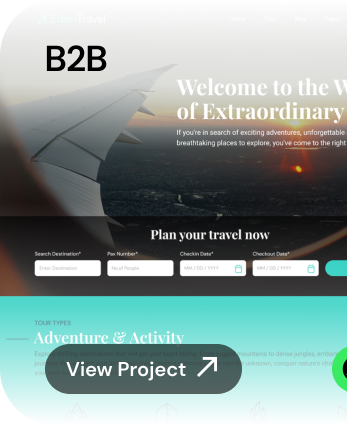 Travel
B2B
Welcome to the W
of Extraordinary
If you're in search of exciting adventures, unforgettable
breathtaking places to explore, you've come to the right
Plan your travel now
Search Destination* Pax Number* Checkin Date* Checkout Date*
Enter Destination No.of People MM / DD / YYYY MM / DD / YYYY
TOUR TYPES
Adventure & Activity
View Project